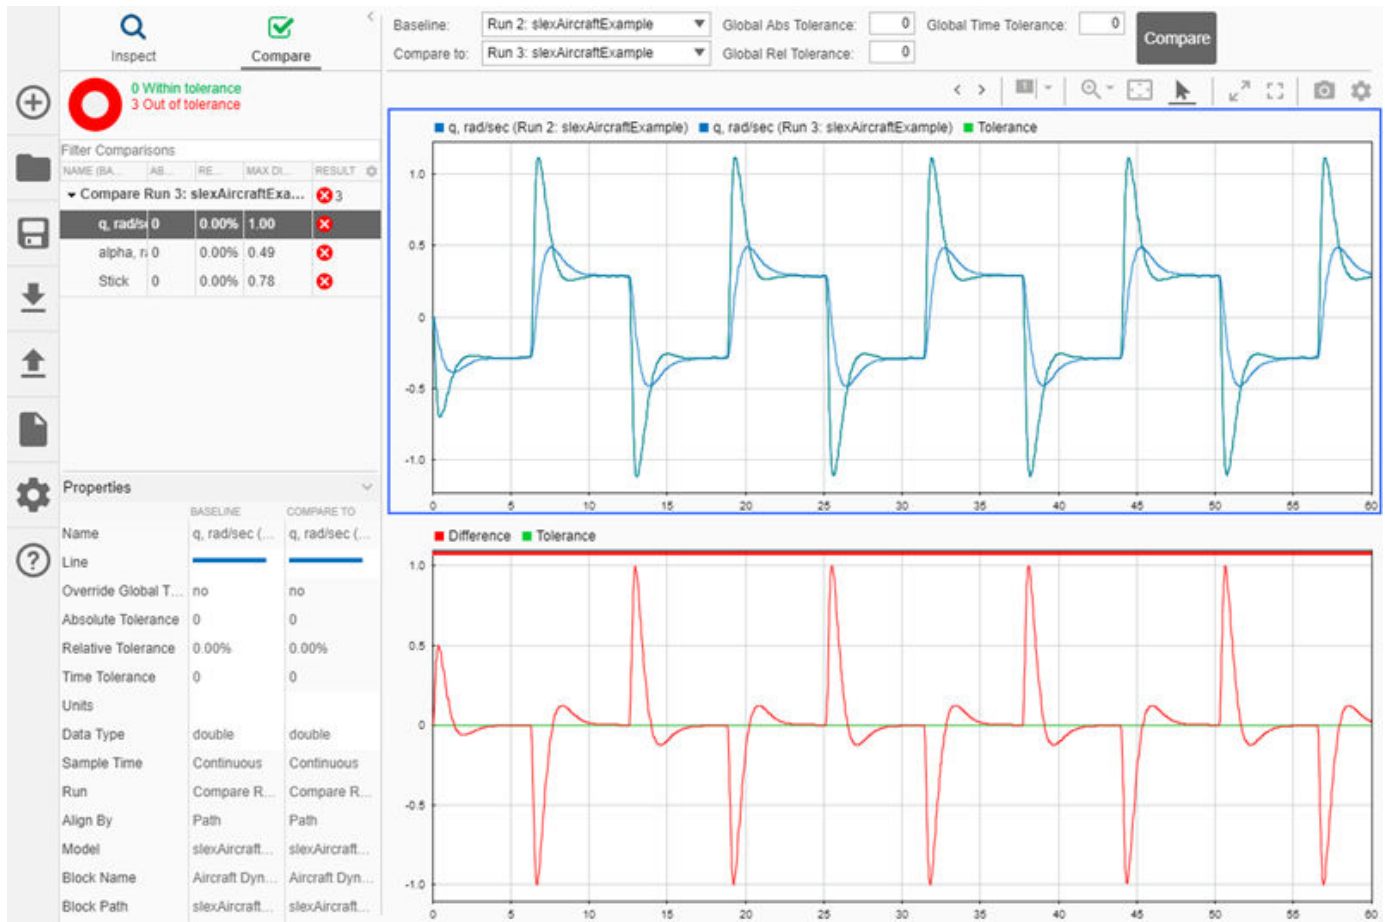 Inspect
Compare
0 Within tolerance
3 Out of tolerance
Filter Comparisons
NAME (BA... AB... RE... MAX DI... RESULT
Compare Run 3: slexAircraftExa... 3
q, rad/s 0 0.00% 1.00
alpha, r 0 0.00% 0.49
Stick 0 0.00% 0.78
Properties
BASELINE COMPARE TO
Name q, rad/sec (... q, rad/sec (...
Line
Override Global T... no no
Absolute Tolerance 0 0
Relative Tolerance 0.00% 0.00%
Time Tolerance 0 0
Units
Data Type double double
Sample Time Continuous Continuous
Run Compare R... Compare R...
Align By Path Path
Model slexAircraft... slexAircraft...
Block Name Aircraft Dyn... Aircraft Dyn...
Block Path slexAircraft... slexAircraft...
Baseline: Run 2: slexAircraftExample Global Abs Tolerance: 0 Global Time Tolerance: 0
Compare to: Run 3: slexAircraftExample Global Rel Tolerance: 0
Compare
q, rad/sec (Run 2: slexAircraftExample) q, rad/sec (Run 3: slexAircraftExample) Tolerance
1.0
0.5
0
-0.5
-1.0
0 5 10 15 20 25 30 35 40 45 50 55 60
Difference Tolerance
1.0
0.5
0
-0.5
-1.0
0 5 10 15 20 25 30 35 40 45 50 55 60